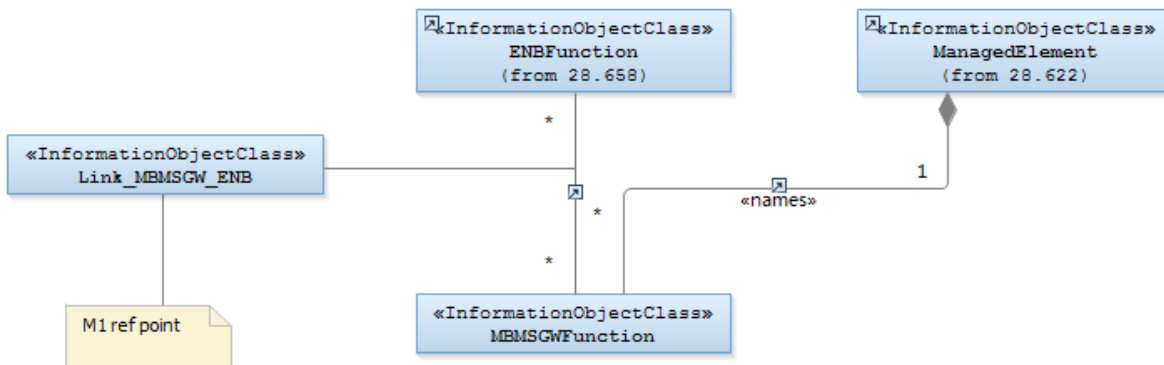 «InformationObjectClass»
ENBFunction
(from 28.658)
«InformationObjectClass»
ManagedElement
(from 28.622)
*
«InformationObjectClass»
Link_MBMSGW_ENB
1
«names»
*
*
«InformationObjectClass»
MBMSGWFunction
M1 ref point